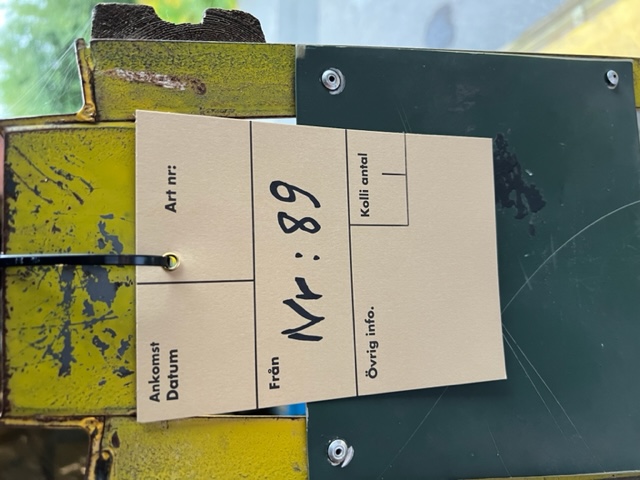 Ankomst
Datum
Art nr:
Från
Nr: 89
Övrig info.
Kolli antal